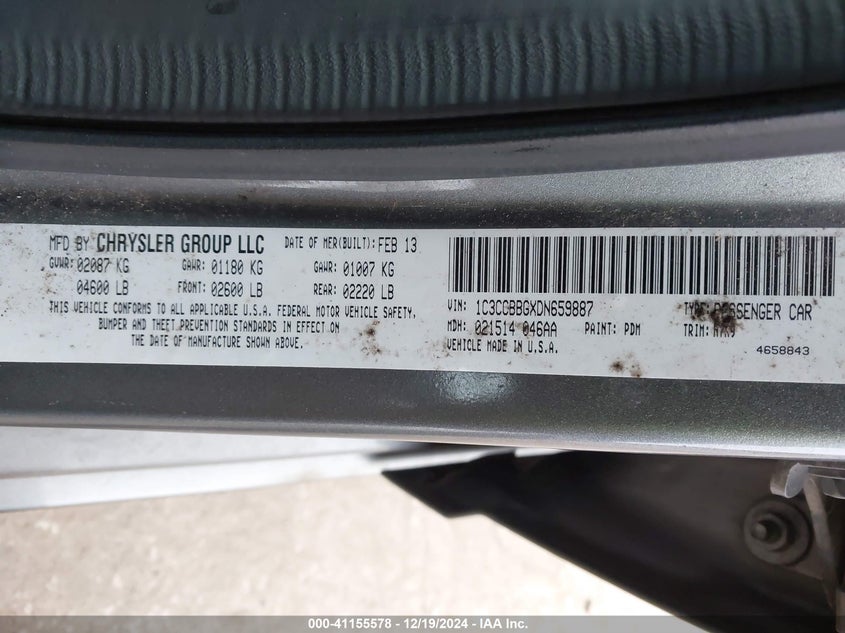 MFD BY CHRYSLER GROUP LLC DATE OF MFR(BUILT): FEB 13
GVWR: 02087 KG GAWR: 01180 KG GAWR: 01007 KG
04600 LB FRONT: 02600 LB REAR: 02220 LB
THIS VEHICLE CONFORMS TO ALL APPLICABLE U.S.A. FEDERAL MOTOR VEHICLE SAFETY,
BUMPER AND THEFT PREVENTION STANDARDS IN EFFECT ON
THE DATE OF MANUFACTURE SHOWN ABOVE.
VIN: 1C3CCBBGXDN659887 TYPE: PASSENGER CAR
MDH: 021514 046AA PAINT: PDM TRIM:
VEHICLE MADE IN U.S.A. 4658843
000-41155578 - 12/19/2024 - IAA Inc.